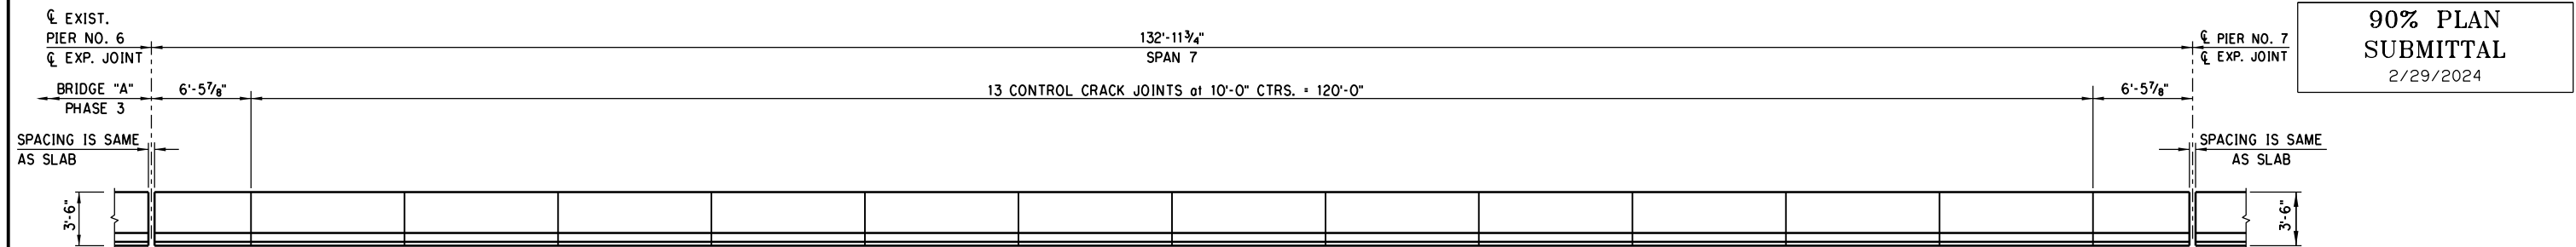 ℄ EXIST.
PIER NO. 6
℄ EXP. JOINT
132'-11¾"
SPAN 7
℄ PIER NO. 7
℄ EXP. JOINT
90% PLAN
SUBMITTAL
2/29/2024
BRIDGE "A"
PHASE 3
6'-5⅞"
13 CONTROL CRACK JOINTS at 10'-0" CTRS. = 120'-0"
6'-5⅞"
SPACING IS SAME
AS SLAB
SPACING IS SAME
AS SLAB
3'-6"
3'-6"